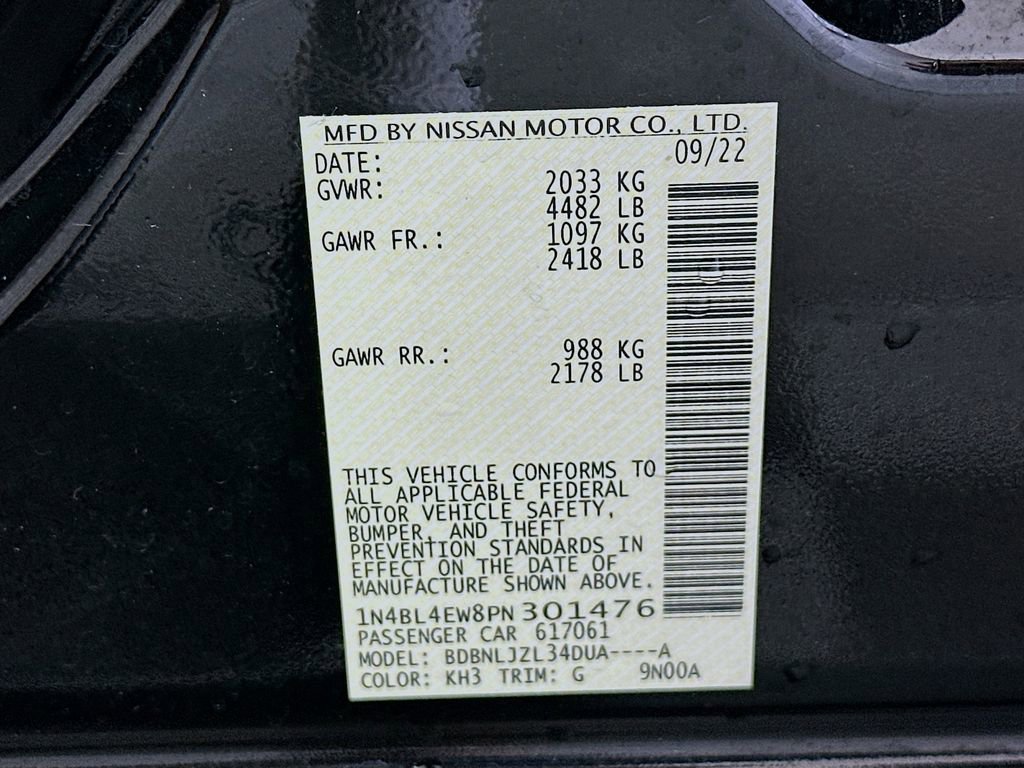 MFD BY NISSAN MOTOR CO., LTD.
DATE: 09/22
GVWR: 2033 KG
4482 LB
GAWR FR.: 1097 KG
2418 LB
GAWR RR.: 988 KG
2178 LB
THIS VEHICLE CONFORMS TO
ALL APPLICABLE FEDERAL
MOTOR VEHICLE SAFETY,
BUMPER, AND THEFT
PREVENTION STANDARDS IN
EFFECT ON THE DATE OF
MANUFACTURE SHOWN ABOVE.
1N4BL4EW8PN301476
PASSENGER CAR 617061
MODEL: BDBNLJZL34DUA----A
COLOR: KH3 TRIM: G 9N00A